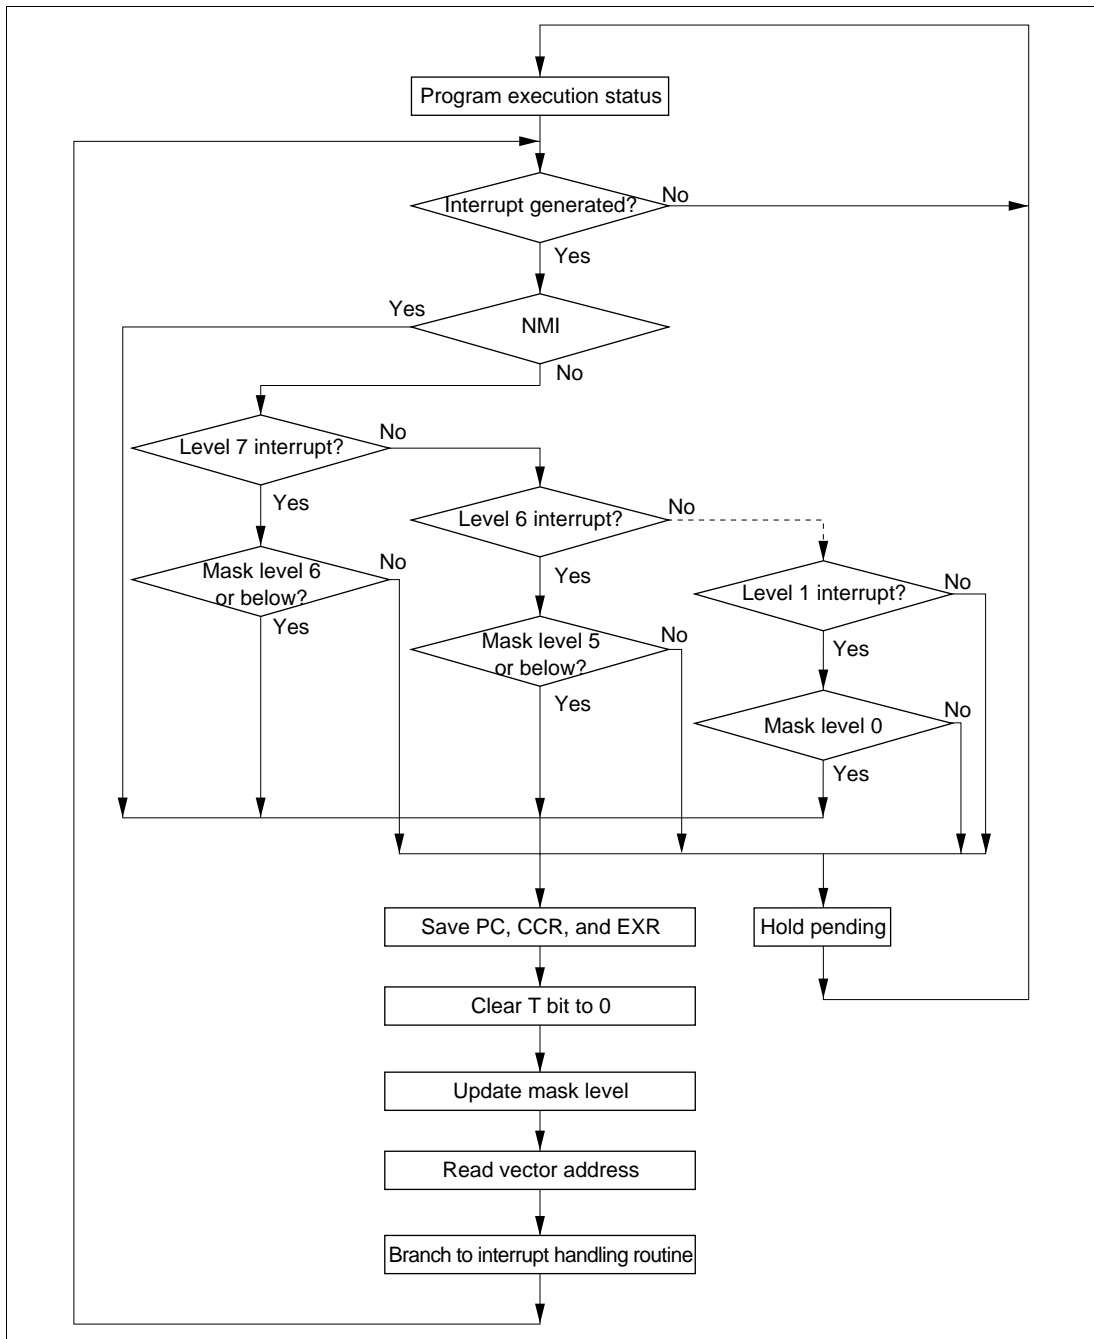 Program execution status
Interrupt generated?
No
Yes
Yes
NMI
No
Level 7 interrupt?
No
Yes
Level 6 interrupt?
No
Mask level 6
or below?
No
Yes
Yes
Level 1 interrupt?
No
Mask level 5
or below?
No
Yes
Yes
Mask level 0
No
Yes
Save PC, CCR, and EXR
Hold pending
Clear T bit to 0
Update mask level
Read vector address
Branch to interrupt handling routine